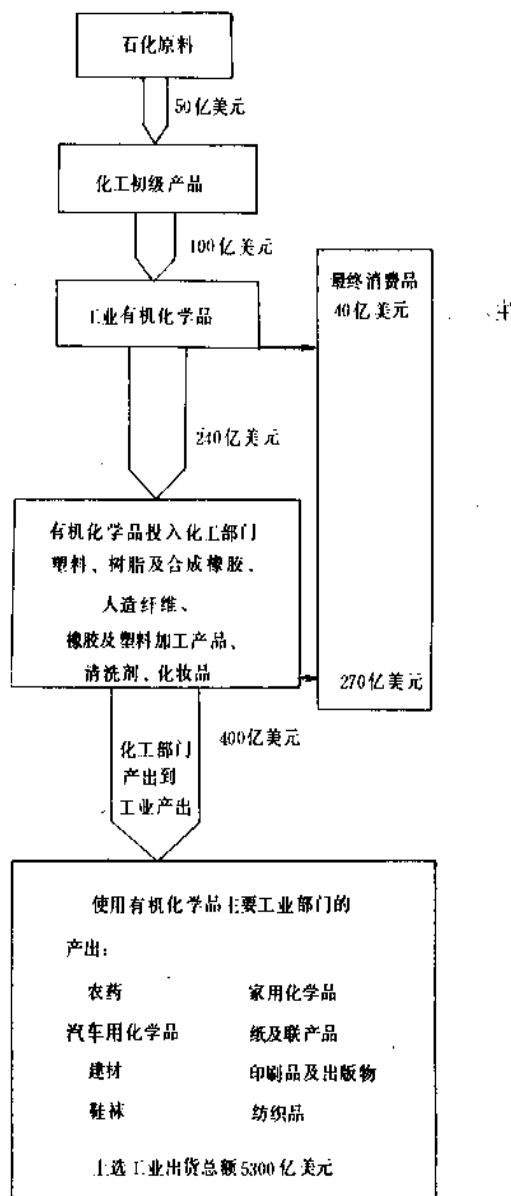 石化原料
50亿美元
化工初级产品
100亿美元
工业有机化学品
最终消费品
40亿美元
240亿美元
有机化学品投入化工部门
塑料、树脂及合成橡胶、
人造纤维、
橡胶及塑料加工产品、
清洗剂、化妆品
270亿美元
400亿美元
化工部门
产出到
工业产出
使用有机化学品主要工业部门的
产出:
农药 家用化学品
汽车用化学品 纸及联产品
建材 印刷品及出版物
鞋袜 纺织品
上选工业出货总额5300亿美元